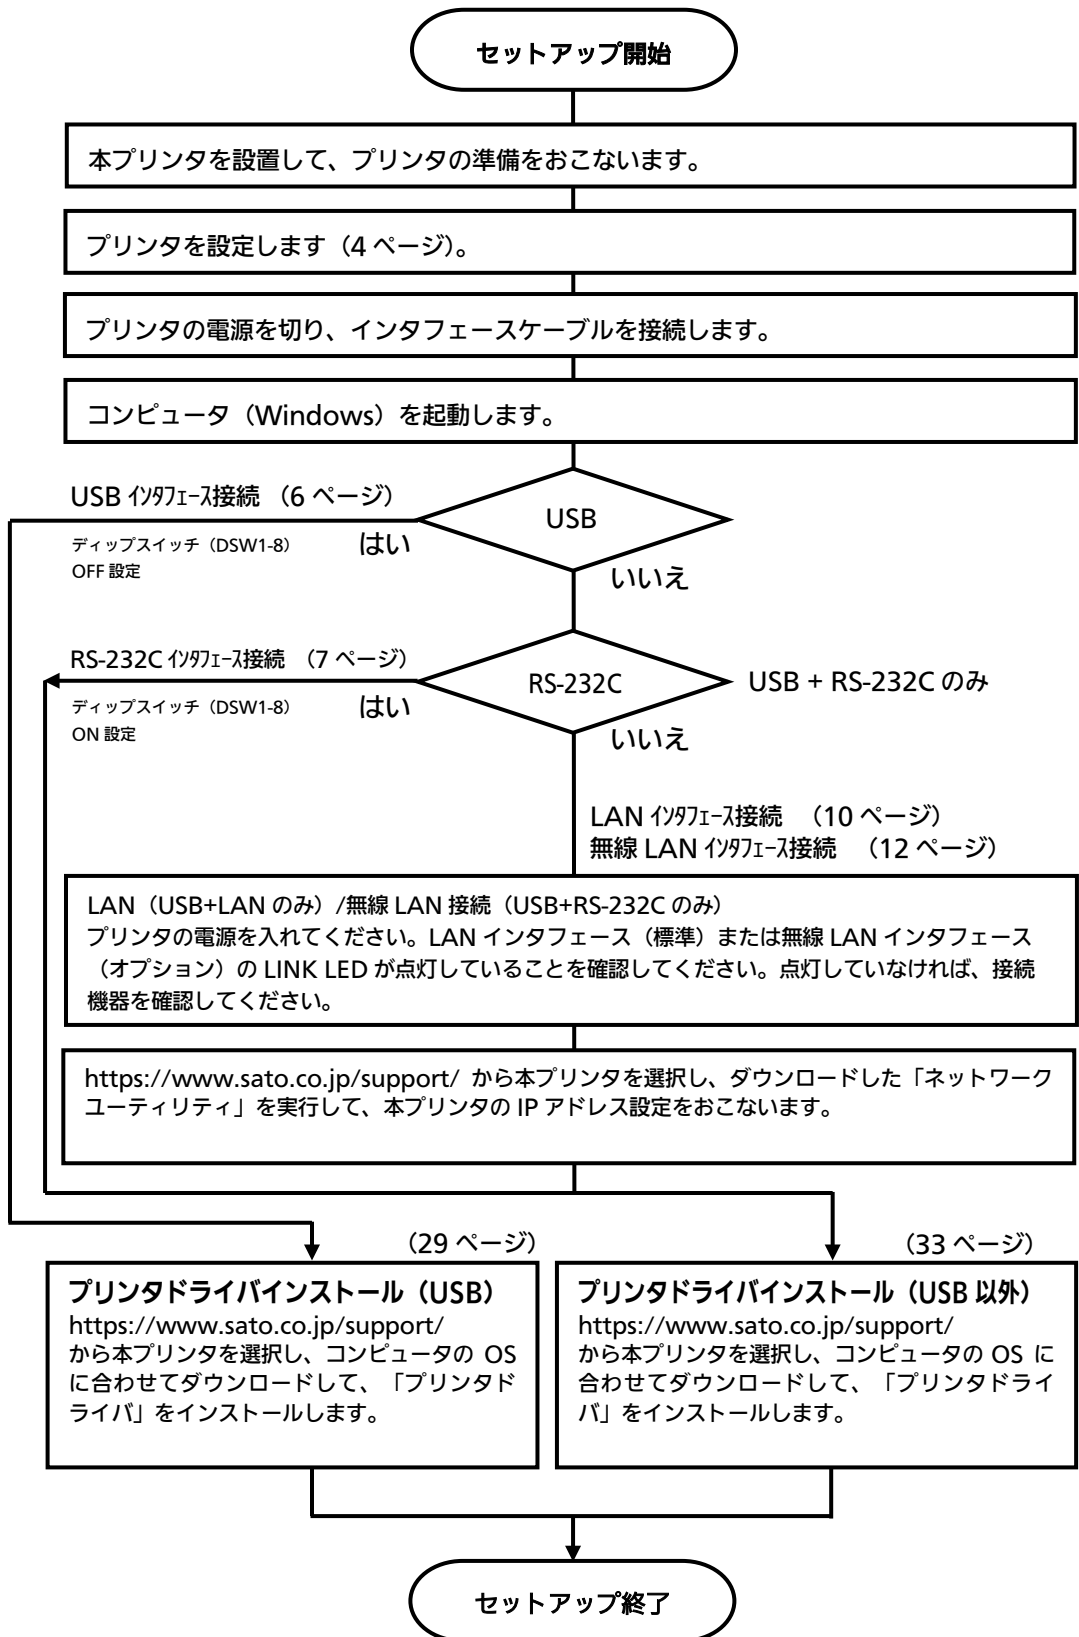 セットアップ開始
本プリンタを設置して、プリンタの準備をおこないます。
プリンタを設定します（4 ページ）。
プリンタの電源を切り、インタフェースケーブルを接続します。
コンピュータ（Windows）を起動します。
USB ｲﾝﾀﾌｪｰｽ接続 （6 ページ）
USB
ディップスイッチ（DSW1-8）
OFF 設定
はい
いいえ
RS-232C ｲﾝﾀﾌｪｰｽ接続 （7 ページ）
RS-232C
USB + RS-232C のみ
ディップスイッチ（DSW1-8）
ON 設定
はい
いいえ
LAN ｲﾝﾀﾌｪｰｽ接続 （10 ページ）
無線 LAN ｲﾝﾀﾌｪｰｽ接続 （12 ページ）
LAN（USB+LAN のみ）/無線 LAN 接続（USB+RS-232C のみ）
プリンタの電源を入れてください。LAN インタフェース（標準）または無線 LAN インタフェース
（オプション）の LINK LED が点灯していることを確認してください。点灯していなければ、接続
機器を確認してください。
https://www.sato.co.jp/support/ から本プリンタを選択し、ダウンロードした「ネットワーク
ユーティリティ」を実行して、本プリンタの IP アドレス設定をおこないます。
（29 ページ）
プリンタドライバインストール（USB）
https://www.sato.co.jp/support/
から本プリンタを選択し、コンピュータの OS
に合わせてダウンロードして、「プリンタド
ライバ」をインストールします。
（33 ページ）
プリンタドライバインストール（USB 以外）
https://www.sato.co.jp/support/
から本プリンタを選択し、コンピュータの OS に
合わせてダウンロードして、「プリンタドライ
バ」をインストールします。
セットアップ終了